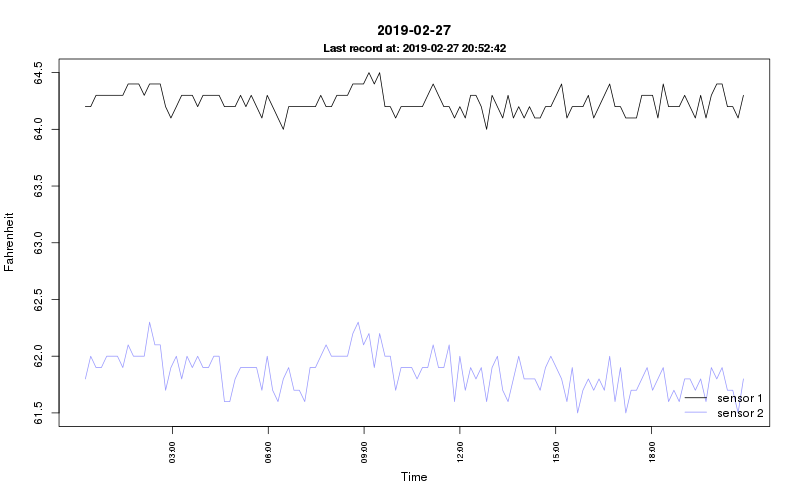 2019-02-27
Last record at: 2019-02-27 20:52:42
Fahrenheit
64.5
64.0
63.5
63.0
62.5
62.0
61.5
sensor 1
sensor 2
03:00 06:00 09:00 12:00 15:00 18:00
Time